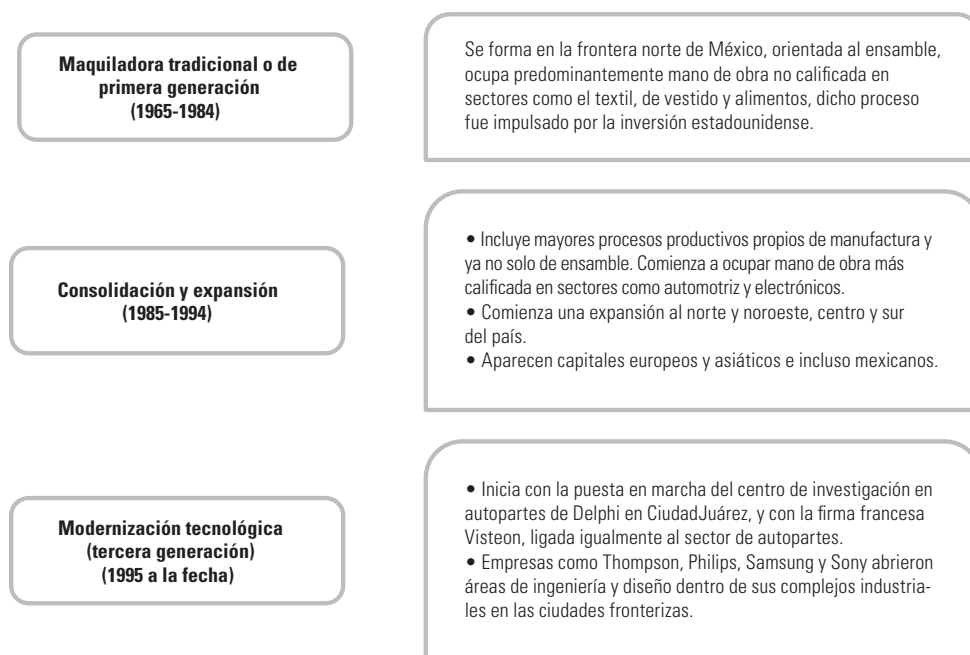 Maquiladora tradicional o de
primera generación
(1965-1984)
Se forma en la frontera norte de México, orientada al ensamble,
ocupa predominantemente mano de obra no calificada en
sectores como el textil, de vestido y alimentos, dicho proceso
fue impulsado por la inversión estadounidense.
Consolidación y expansión
(1985-1994)
• Incluye mayores procesos productivos propios de manufactura y
ya no solo de ensamble. Comienza a ocupar mano de obra más
calificada en sectores como automotriz y electrónicos.
• Comienza una expansión al norte y noroeste, centro y sur
del país.
• Aparecen capitales europeos y asiáticos e incluso mexicanos.
Modernización tecnológica
(tercera generación)
(1995 a la fecha)
• Inicia con la puesta en marcha del centro de investigación en
autopartes de Delphi en CiudadJuárez, y con la firma francesa
Visteon, ligada igualmente al sector de autopartes.
• Empresas como Thompson, Philips, Samsung y Sony abrieron
áreas de ingeniería y diseño dentro de sus complejos industria-
les en las ciudades fronterizas.